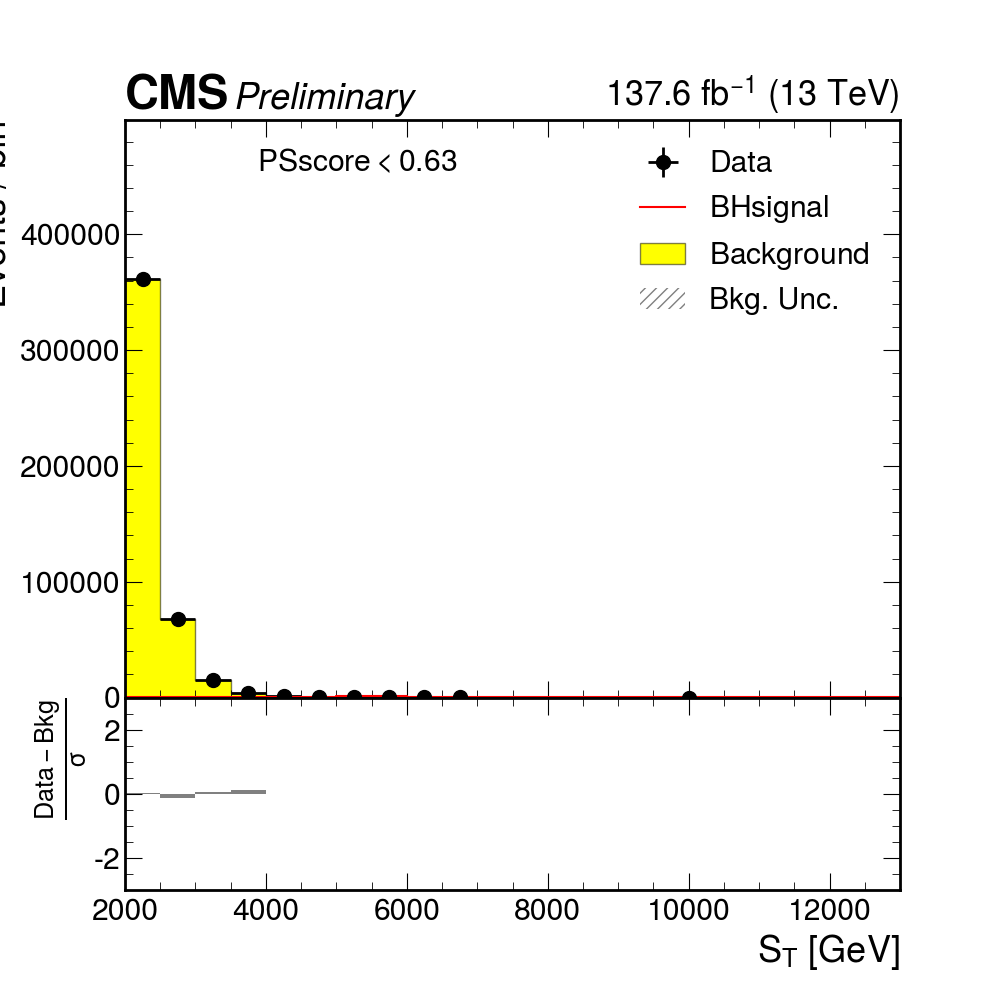 CMS Preliminary 137.6 fb⁻¹ (13 TeV)
PSscore < 0.63
Data
BHsignal
Background
Bkg. Unc.
400000
300000
200000
100000
0
Data − Bkg
σ
2
0
-2
2000 4000 6000 8000 10000 12000
S_T [GeV]